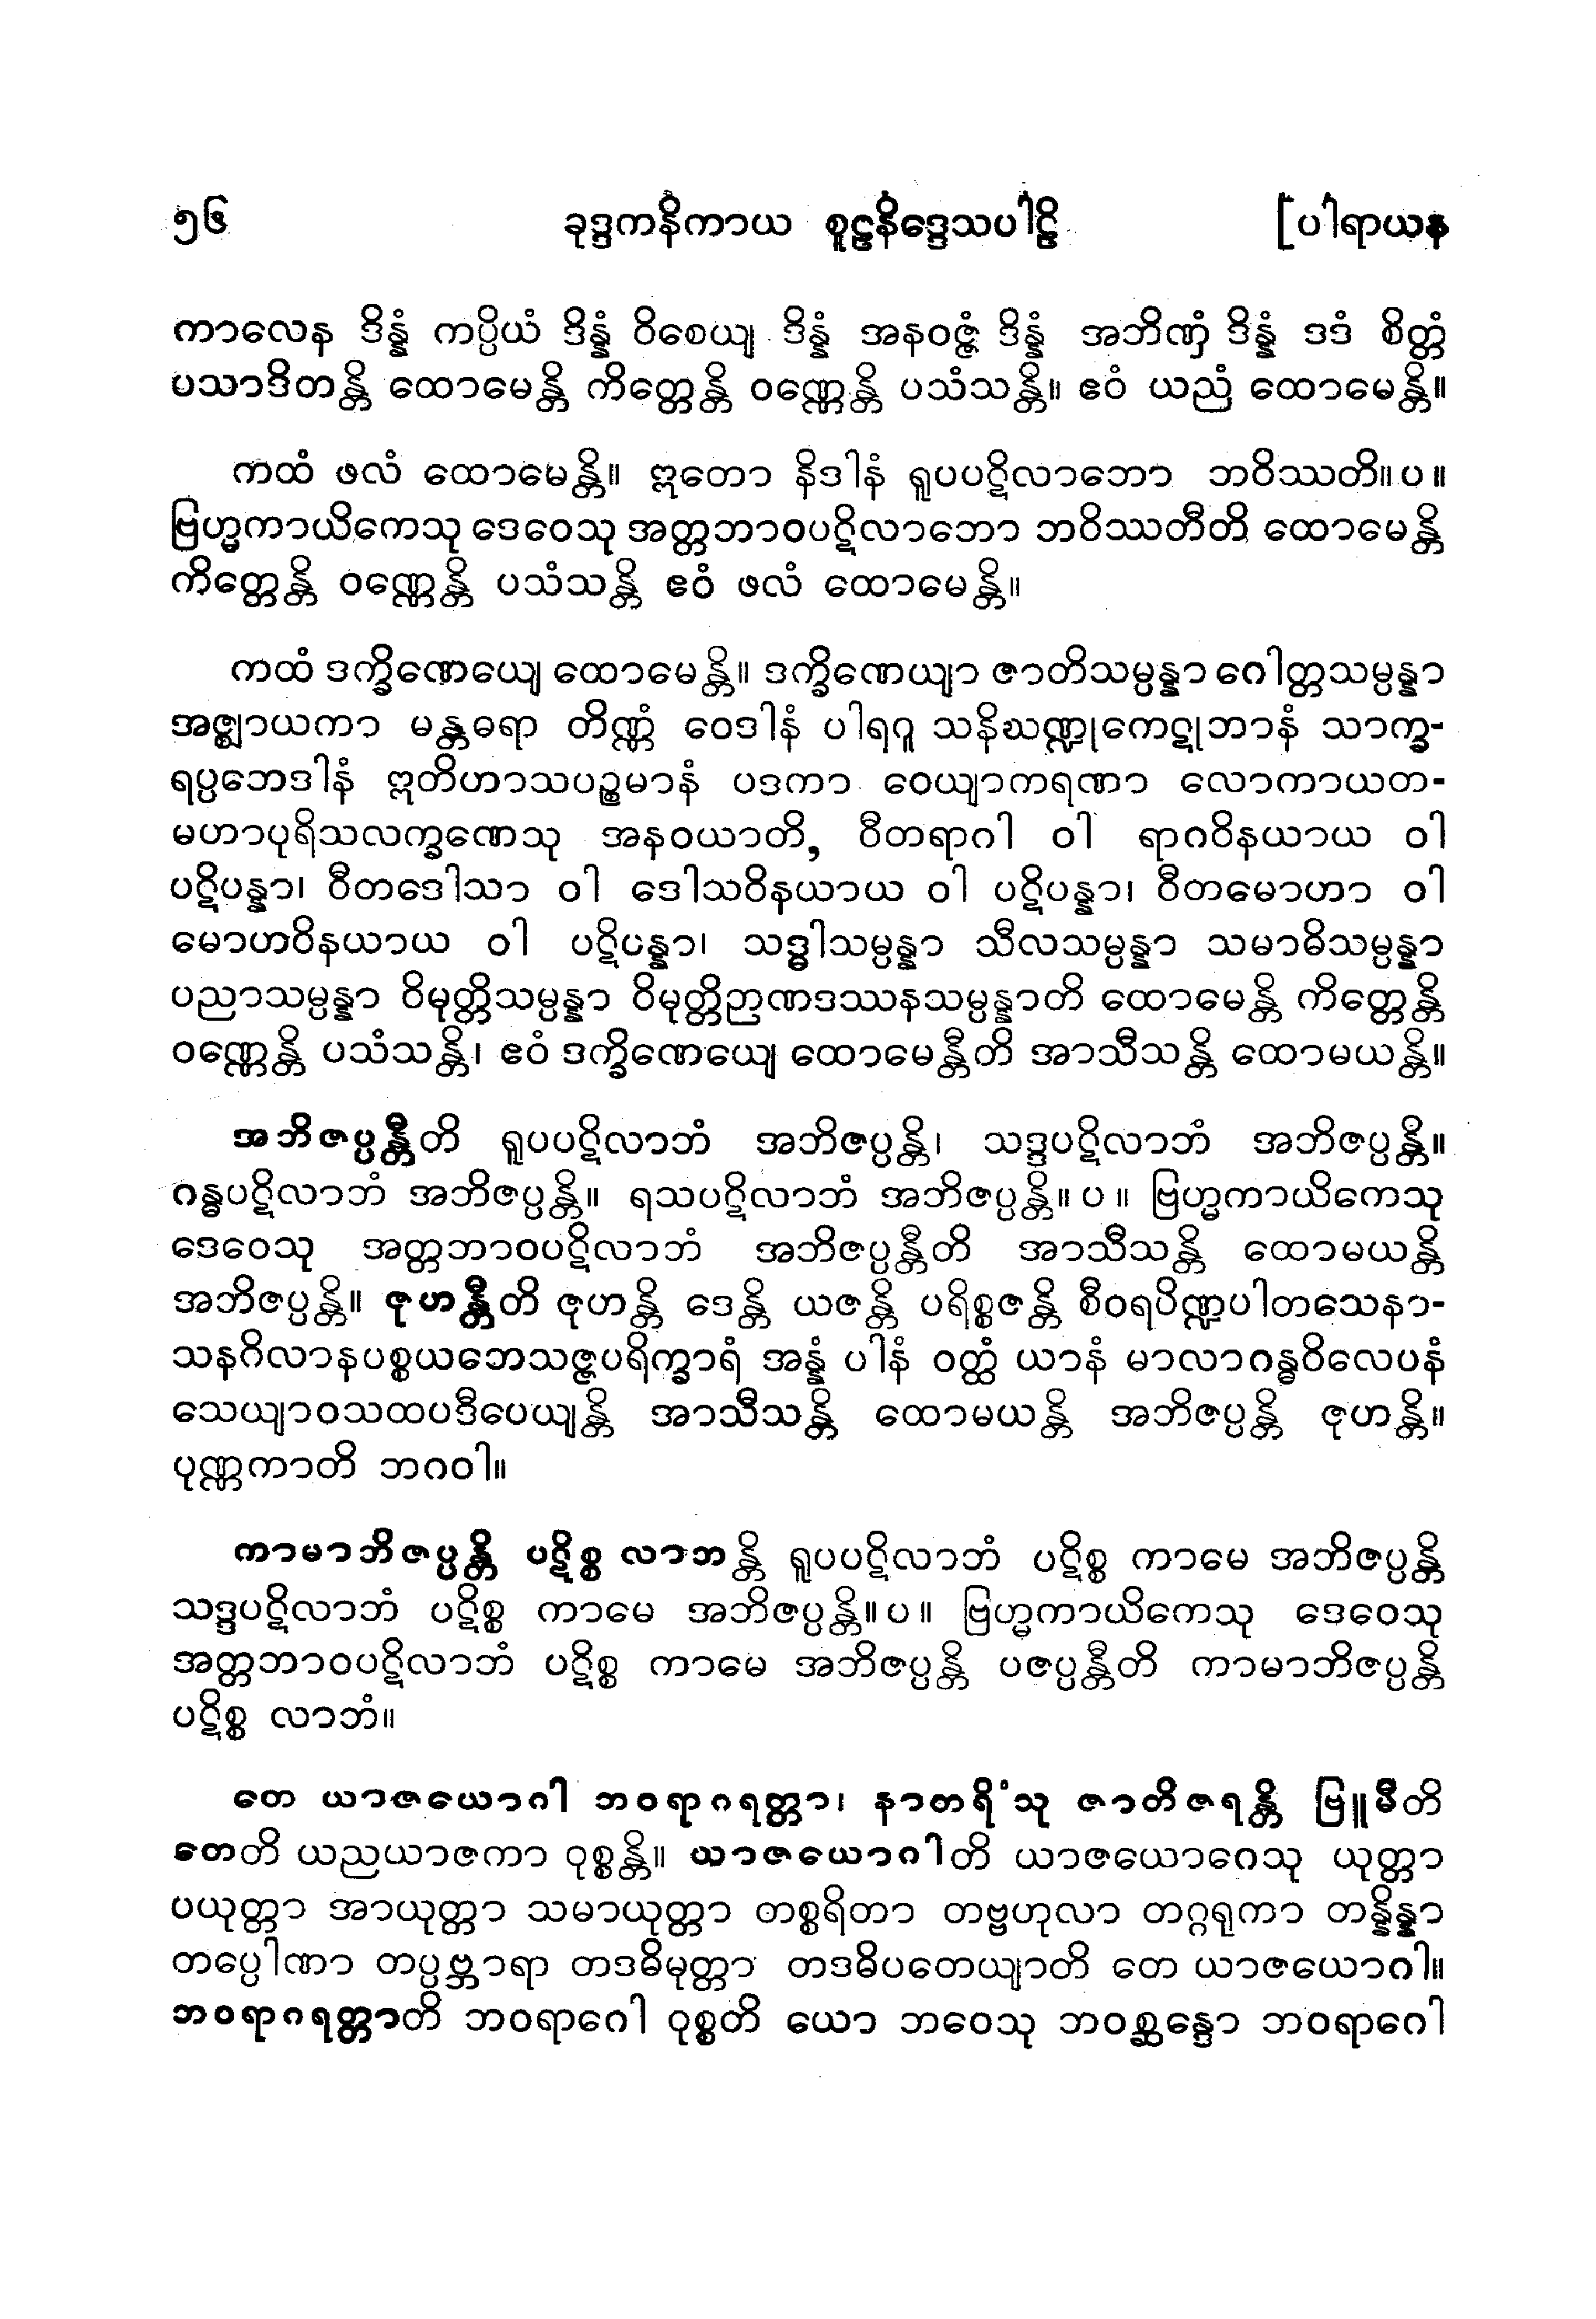 ၅၆ ခုဒ္ဒကနိကာယ စူဠနိဒ္ဒေသပါဠိ [ပါရာယန
ကာလေန ဒိန္နံ ကပ္ပိယံ ဒိန္နံ ဝိစေယျ ဒိန္နံ အနဝဇ္ဇံ ဒိန္နံ အဘိဏှံ ဒိန္နံ ဒဒံ စိတ္တံ
ပသာဒိတန္တိ ထောမေန္တိ ကိတ္တေန္တိ ဝဏ္ဏေန္တိ ပသံသန္တိ။ ဧဝံ ယညံ ထောမေန္တိ။
ကထံ ဖလံ ထောမေန္တိ။ ဣတော နိဒါနံ ရူပပဋိလာဘော ဘဝိဿတိ။ပ။
ဗြဟ္မကာယိကေသု ဒေဝေသု အတ္တဘာဝပဋိလာဘော ဘဝိဿတီတိ ထောမေန္တိ
ကိတ္တေန္တိ ဝဏ္ဏေန္တိ ပသံသန္တိ ဧဝံ ဖလံ ထောမေန္တိ။
ကထံ ဒက္ခိဏေယျေ ထောမေန္တိ။ ဒက္ခိဏေယျာ ဇာတိသမ္ပန္နာ ဂေါတ္တသမ္ပန္နာ
အဇ္ဈာယကာ မန္တဓရာ တိဏ္ဏံ ဝေဒါနံ ပါရဂူ သနိဃဏ္ဍုကေဋုဘာနံ သာက္ခ-
ရပ္ပဘေဒါနံ ဣတိဟာသပဉ္စမာနံ ပဒကာ ဝေယျာကရဏာ လောကာယတ-
မဟာပုရိသလက္ခဏေသု အနဝယာတိ, ဝီတရာဂါ ဝါ ရာဂဝိနယာယ ဝါ
ပဋိပန္နာ၊ ဝီတဒေါသာ ဝါ ဒေါသဝိနယာယ ဝါ ပဋိပန္နာ၊ ဝီတမောဟာ ဝါ
မောဟဝိနယာယ ဝါ ပဋိပန္နာ၊ သဒ္ဓါသမ္ပန္နာ သီလသမ္ပန္နာ သမာဓိသမ္ပန္နာ
ပညာသမ္ပန္နာ ဝိမုတ္တိသမ္ပန္နာ ဝိမုတ္တိဉာဏဒဿနသမ္ပန္နာတိ ထောမေန္တိ ကိတ္တေန္တိ
ဝဏ္ဏေန္တိ ပသံသန္တိ၊ ဧဝံ ဒက္ခိဏေယျေ ထောမေန္တီတိ အာသီသန္တိ ထောမယန္တိ။
အဘိဇပ္ပန္တီတိ ရူပပဋိလာဘံ အဘိဇပ္ပန္တိ၊ သဒ္ဒပဋိလာဘံ အဘိဇပ္ပန္တိ။
ဂန္ဓပဋိလာဘံ အဘိဇပ္ပန္တိ။ ရသပဋိလာဘံ အဘိဇပ္ပန္တိ။ပ။ ဗြဟ္မကာယိကေသု
ဒေဝေသု အတ္တဘာဝပဋိလာဘံ အဘိဇပ္ပန္တီတိ အာသီသန္တိ ထောမယန္တိ
အဘိဇပ္ပန္တိ။ ဇုဟန္တီတိ ဇုဟန္တိ ဒေန္တိ ယဇန္တိ ပရိစ္စဇန္တိ စီဝရပိဏ္ဍပါတသေနာ-
သနဂိလာနပစ္စယဘေသဇ္ဇပရိက္ခာရံ အန္နံ ပါနံ ဝတ္ထံ ယာနံ မာလာဂန္ဓဝိလေပနံ
သေယျာဝသထပဒီပေယျန္တိ အာသီသန္တိ ထောမယန္တိ အဘိဇပ္ပန္တိ ဇုဟန္တိ။
ပုဏ္ဏကာတိ ဘဂဝါ။
ကာမာဘိဇပ္ပန္တိ ပဋိစ္စ လာဘန္တိ ရူပပဋိလာဘံ ပဋိစ္စ ကာမေ အဘိဇပ္ပန္တိ
သဒ္ဒပဋိလာဘံ ပဋိစ္စ ကာမေ အဘိဇပ္ပန္တိ။ပ။ ဗြဟ္မကာယိကေသု ဒေဝေသု
အတ္တဘာဝပဋိလာဘံ ပဋိစ္စ ကာမေ အဘိဇပ္ပန္တိ ပဇပ္ပန္တီတိ ကာမာဘိဇပ္ပန္တိ
ပဋိစ္စ လာဘံ။
တေ ယာဇယောဂါ ဘဝရာဂရတ္တာ၊ နာတရိံသု ဇာတိဇရန္တိ ဗြူမီတိ
တေတိ ယညယာဇကာ ဝုစ္စန္တိ။ ယာဇယောဂါတိ ယာဇယောဂေသု ယုတ္တာ
ပယုတ္တာ အာယုတ္တာ သမာယုတ္တာ တစ္စရိတာ တဗ္ဗဟုလာ တဂ္ဂရုကာ တန္နိန္နာ
တပ္ပေါဏာ တပ္ပဗ္ဘာရာ တဒဓိမုတ္တာ တဒဓိပတေယျာတိ တေ ယာဇယောဂါ။
ဘဝရာဂရတ္တာတိ ဘဝရာဂေါ ဝုစ္စတိ ယော ဘဝေသု ဘဝစ္ဆန္ဒော ဘဝရာဂေါ